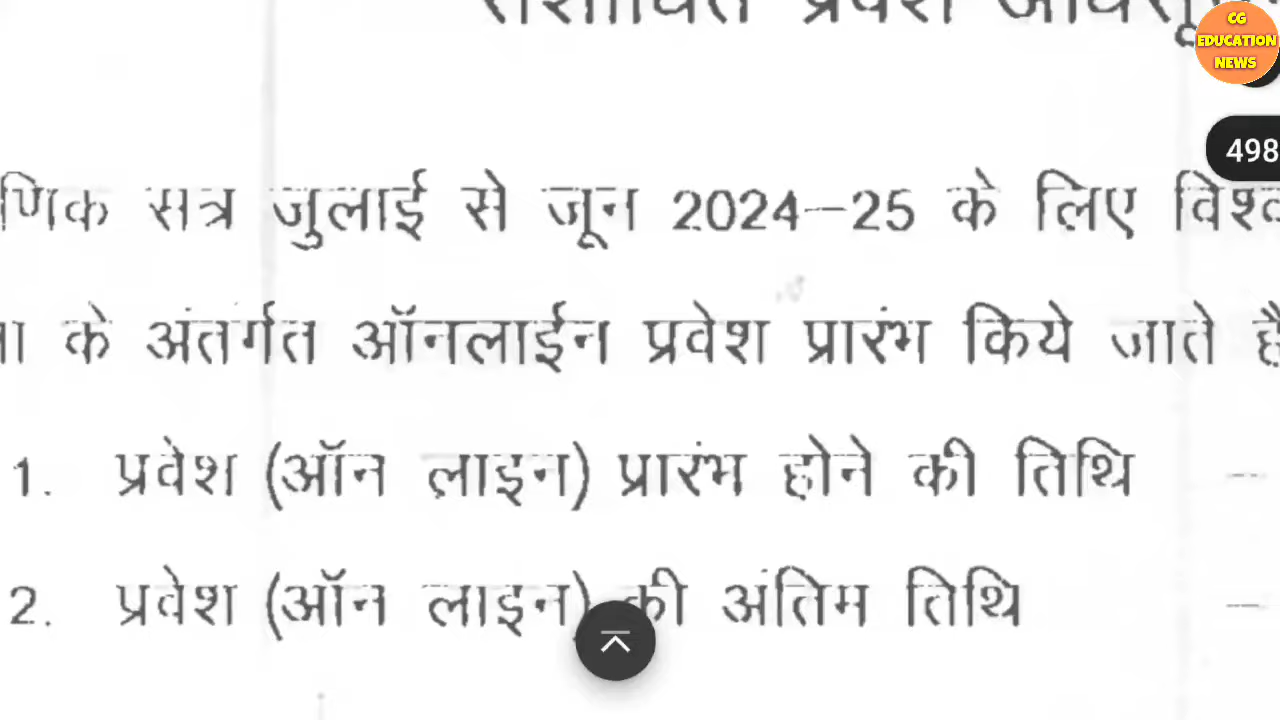 संशोधित प्रवेश
CG
EDUCATION
NEWS
498
सत्र जुलाई से जून 2024-25 के लिए
के अंतर्गत ऑनलाईन प्रवेश प्रारंभ किये जाते
1. प्रवेश (ऑन लाइन) प्रारंभ होने की तिथि -
2. प्रवेश (ऑन लाइन) की अंतिम तिथि -